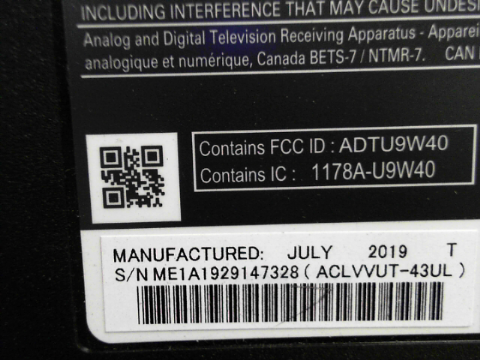 INCLUDING INTERFERENCE THAT MAY CAUSE UNDESI
Analog and Digital Television Receiving Apparatus - Apparei
analogique et numérique, Canada BETS-7 / NTMR-7. CAN
Contains FCC ID : ADTU9W40
Contains IC : 1178A-U9W40
MANUFACTURED: JULY 2019 T
S/N ME1A1929147328 ( ACLVVUT-43UL )